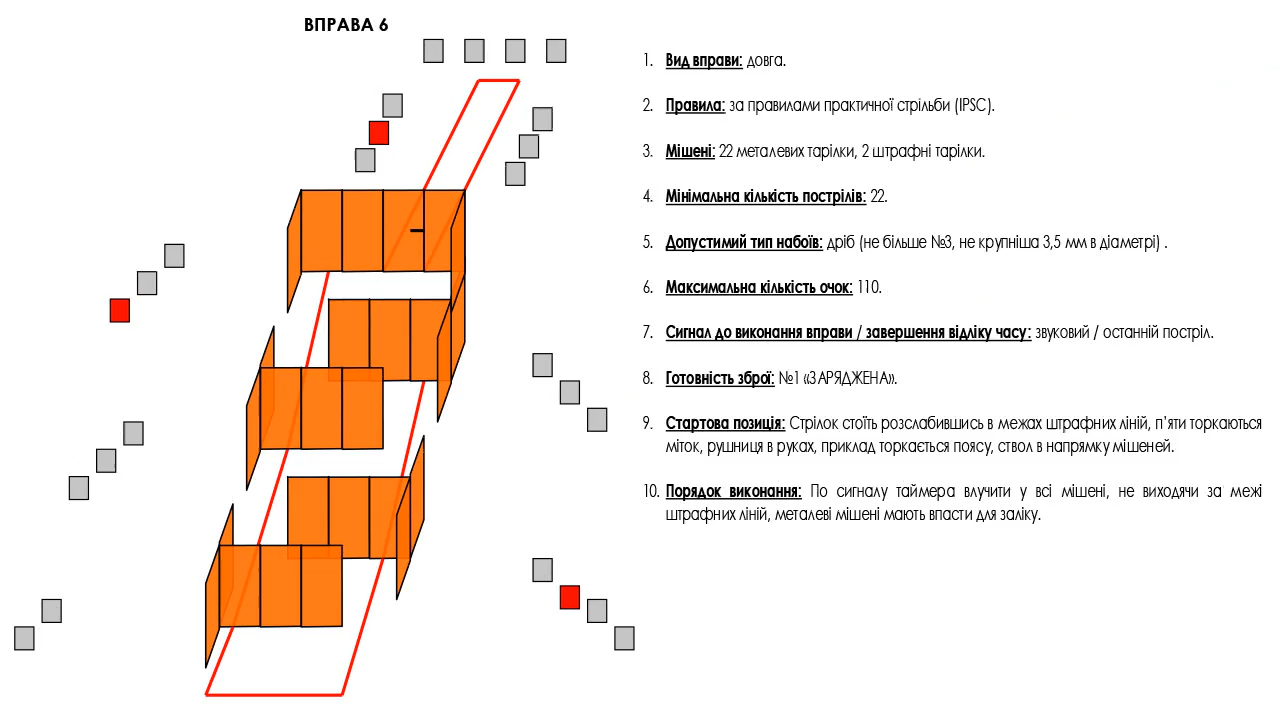 ВПРАВА 6
1. Вид вправи: довга.
2. Правила: за правилами практичної стрільби (IPSC).
3. Мішені: 22 металевих тарілки, 2 штрафні тарілки.
4. Мінімальна кількість пострілів: 22.
5. Допустимий тип набоїв: дріб (не більше №3, не крупніша 3,5 мм в діаметрі) .
6. Максимальна кількість очок: 110.
7. Сигнал до виконання вправи / завершення відліку часу: звуковий / останній постріл.
8. Готовність зброї: №1 «ЗАРЯДЖЕНА».
9. Стартова позиція: Стрілок стоїть розслабившись в межах штрафних ліній, п'яти торкаються
міток, рушниця в руках, приклад торкається поясу, ствол в напрямку мішеней.
10. Порядок виконання: По сигналу таймера влучити у всі мішені, не виходячи за межі
штрафних ліній, металеві мішені мають впасти для заліку.